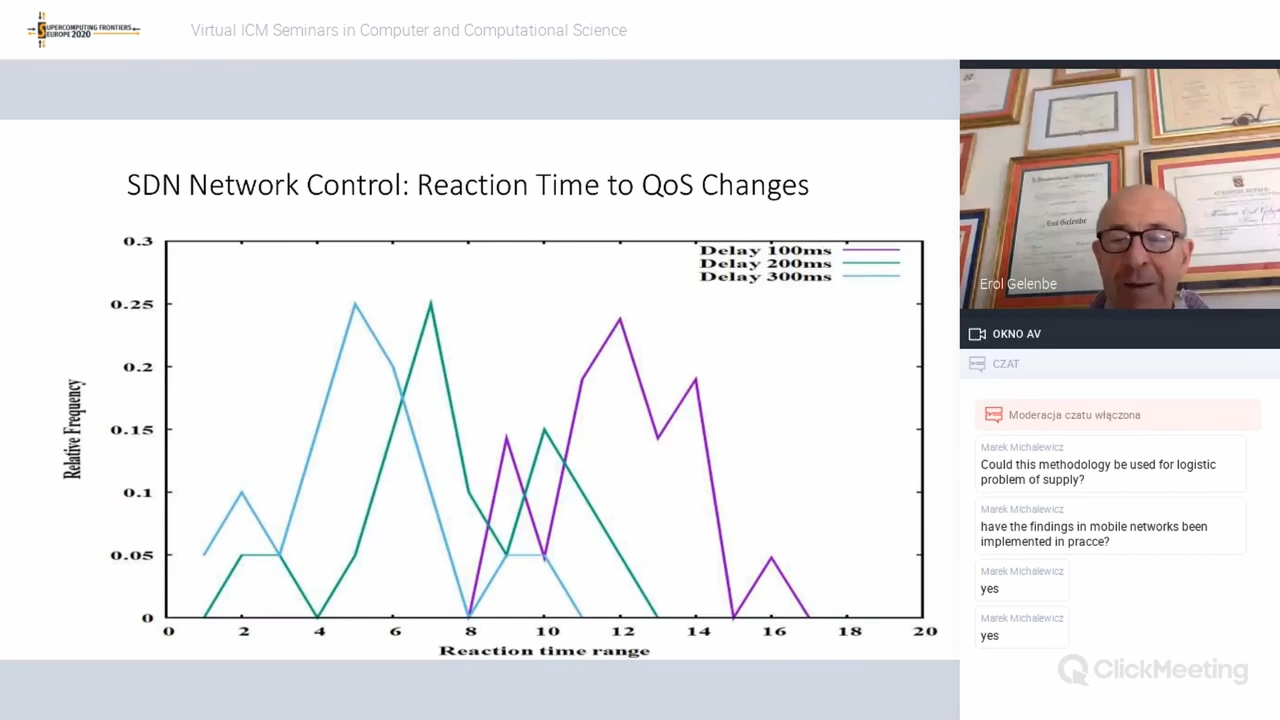 SUPERCOMPUTING FRONTIERS
EUROPE 2020
Virtual ICM Seminars in Computer and Computational Science
SDN Network Control: Reaction Time to QoS Changes
Delay 100ms
Delay 200ms
Delay 300ms
0.3
0.25
0.2
0.15
0.1
0.05
0
Relative Frequency
0 2 4 6 8 10 12 14 16 18 20
Reaction time range
Erol Gelenbe
Erol Gelenbe
OKNO AV
CZAT
Moderacja czatu włączona
Marek Michalewicz
Could this methodology be used for logistic
problem of supply?
Marek Michalewicz
have the findings in mobile networks been
implemented in pracce?
Marek Michalewicz
yes
Marek Michalewicz
yes
ClickMeeting